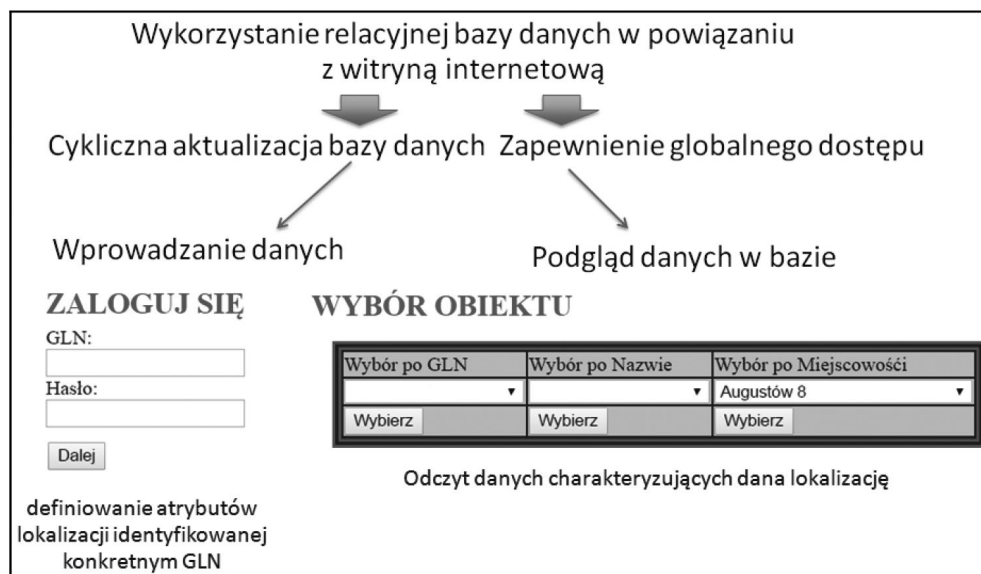 Wykorzystanie relacyjnej bazy danych w powiązaniu
z witryną internetową
Cykliczna aktualizacja bazy danych Zapewnienie globalnego dostępu
Wprowadzanie danych
Podgląd danych w bazie
ZALOGUJ SIĘ
GLN:
Hasło:
Dalej
definiowanie atrybutów
lokalizacji identyfikowanej
konkretnym GLN
WYBÓR OBIEKTU
Wybór po GLN Wybór po Nazwie Wybór po Miejscowośći
Augustów 8
Wybierz Wybierz Wybierz
Odczyt danych charakteryzujących dana lokalizację